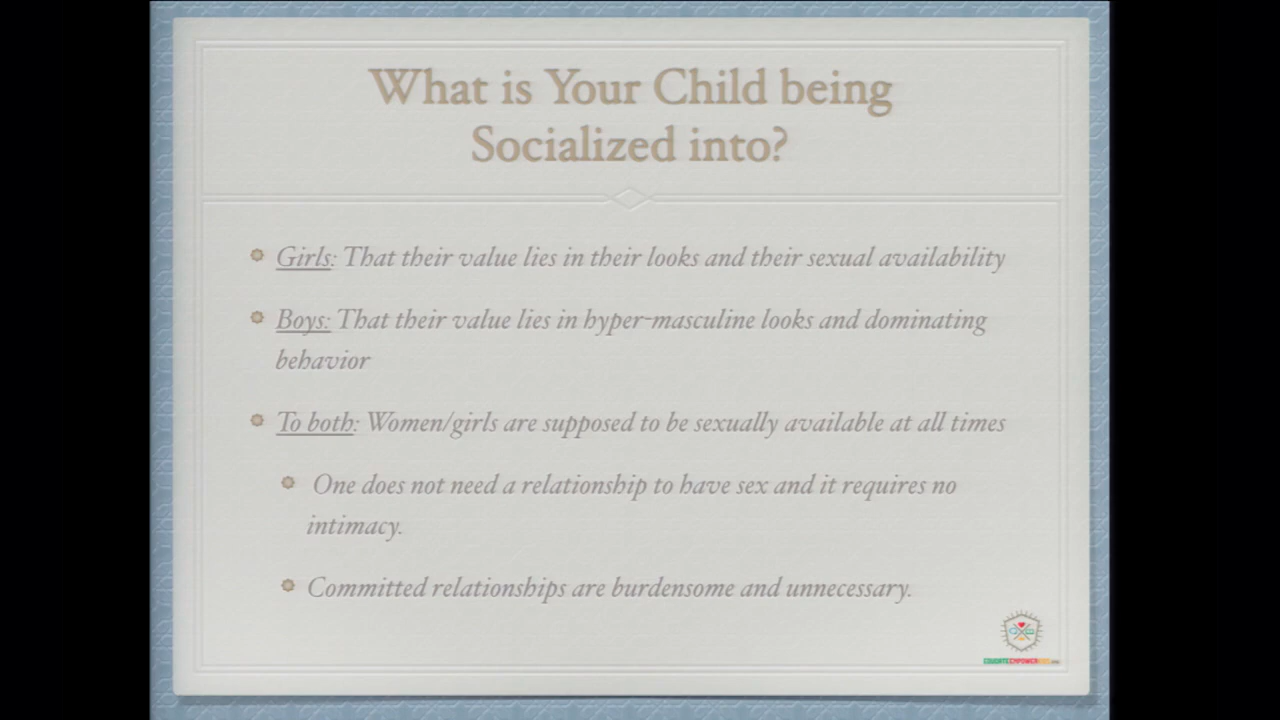 What is Your Child being
Socialized into?
Girls: That their value lies in their looks and their sexual availability
Boys: That their value lies in hyper-masculine looks and dominating
behavior
To both: Women/girls are supposed to be sexually available at all times
One does not need a relationship to have sex and it requires no
intimacy.
Committed relationships are burdensome and unnecessary.